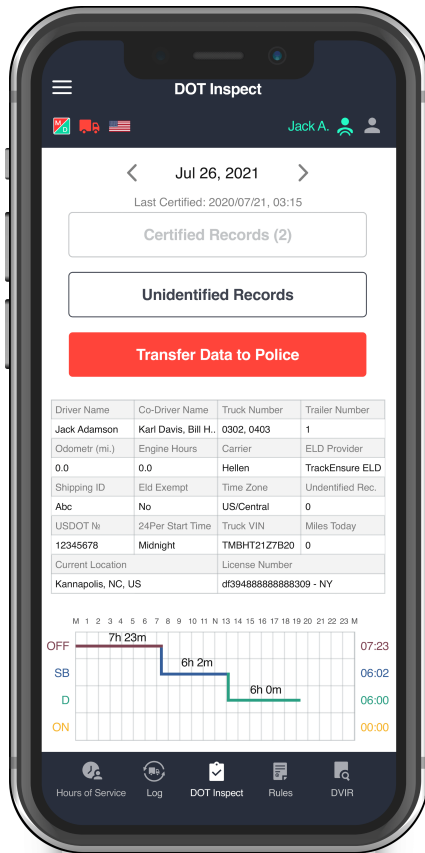 DOT Inspect
M D
Jack A.
Jul 26, 2021
Last Certified: 2020/07/21, 03:15
Certified Records (2)
Unidentified Records
Transfer Data to Police
Driver Name Co-Driver Name Truck Number Trailer Number
Jack Adamson Karl Davis, Bill H.. 0302, 0403 1
Odometr (mi.) Engine Hours Carrier ELD Provider
0.0 0.0 Hellen TrackEnsure ELD
Shipping ID Eld Exempt Time Zone Undentified Rec.
Abc No US/Central 0
USDOT № 24Per Start Time Truck VIN Miles Today
12345678 Midnight TMBHT21Z7B20 0
Current Location License Number
Kannapolis, NC, US df394888888888309 - NY
M 1 2 3 4 5 6 7 8 9 10 11 N 13 14 15 16 17 18 19 20 21 22 23 M
OFF 7h 23m 07:23
SB 6h 2m 06:02
D 6h 0m 06:00
ON 00:00
Hours of Service Log DOT Inspect Rules DVIR